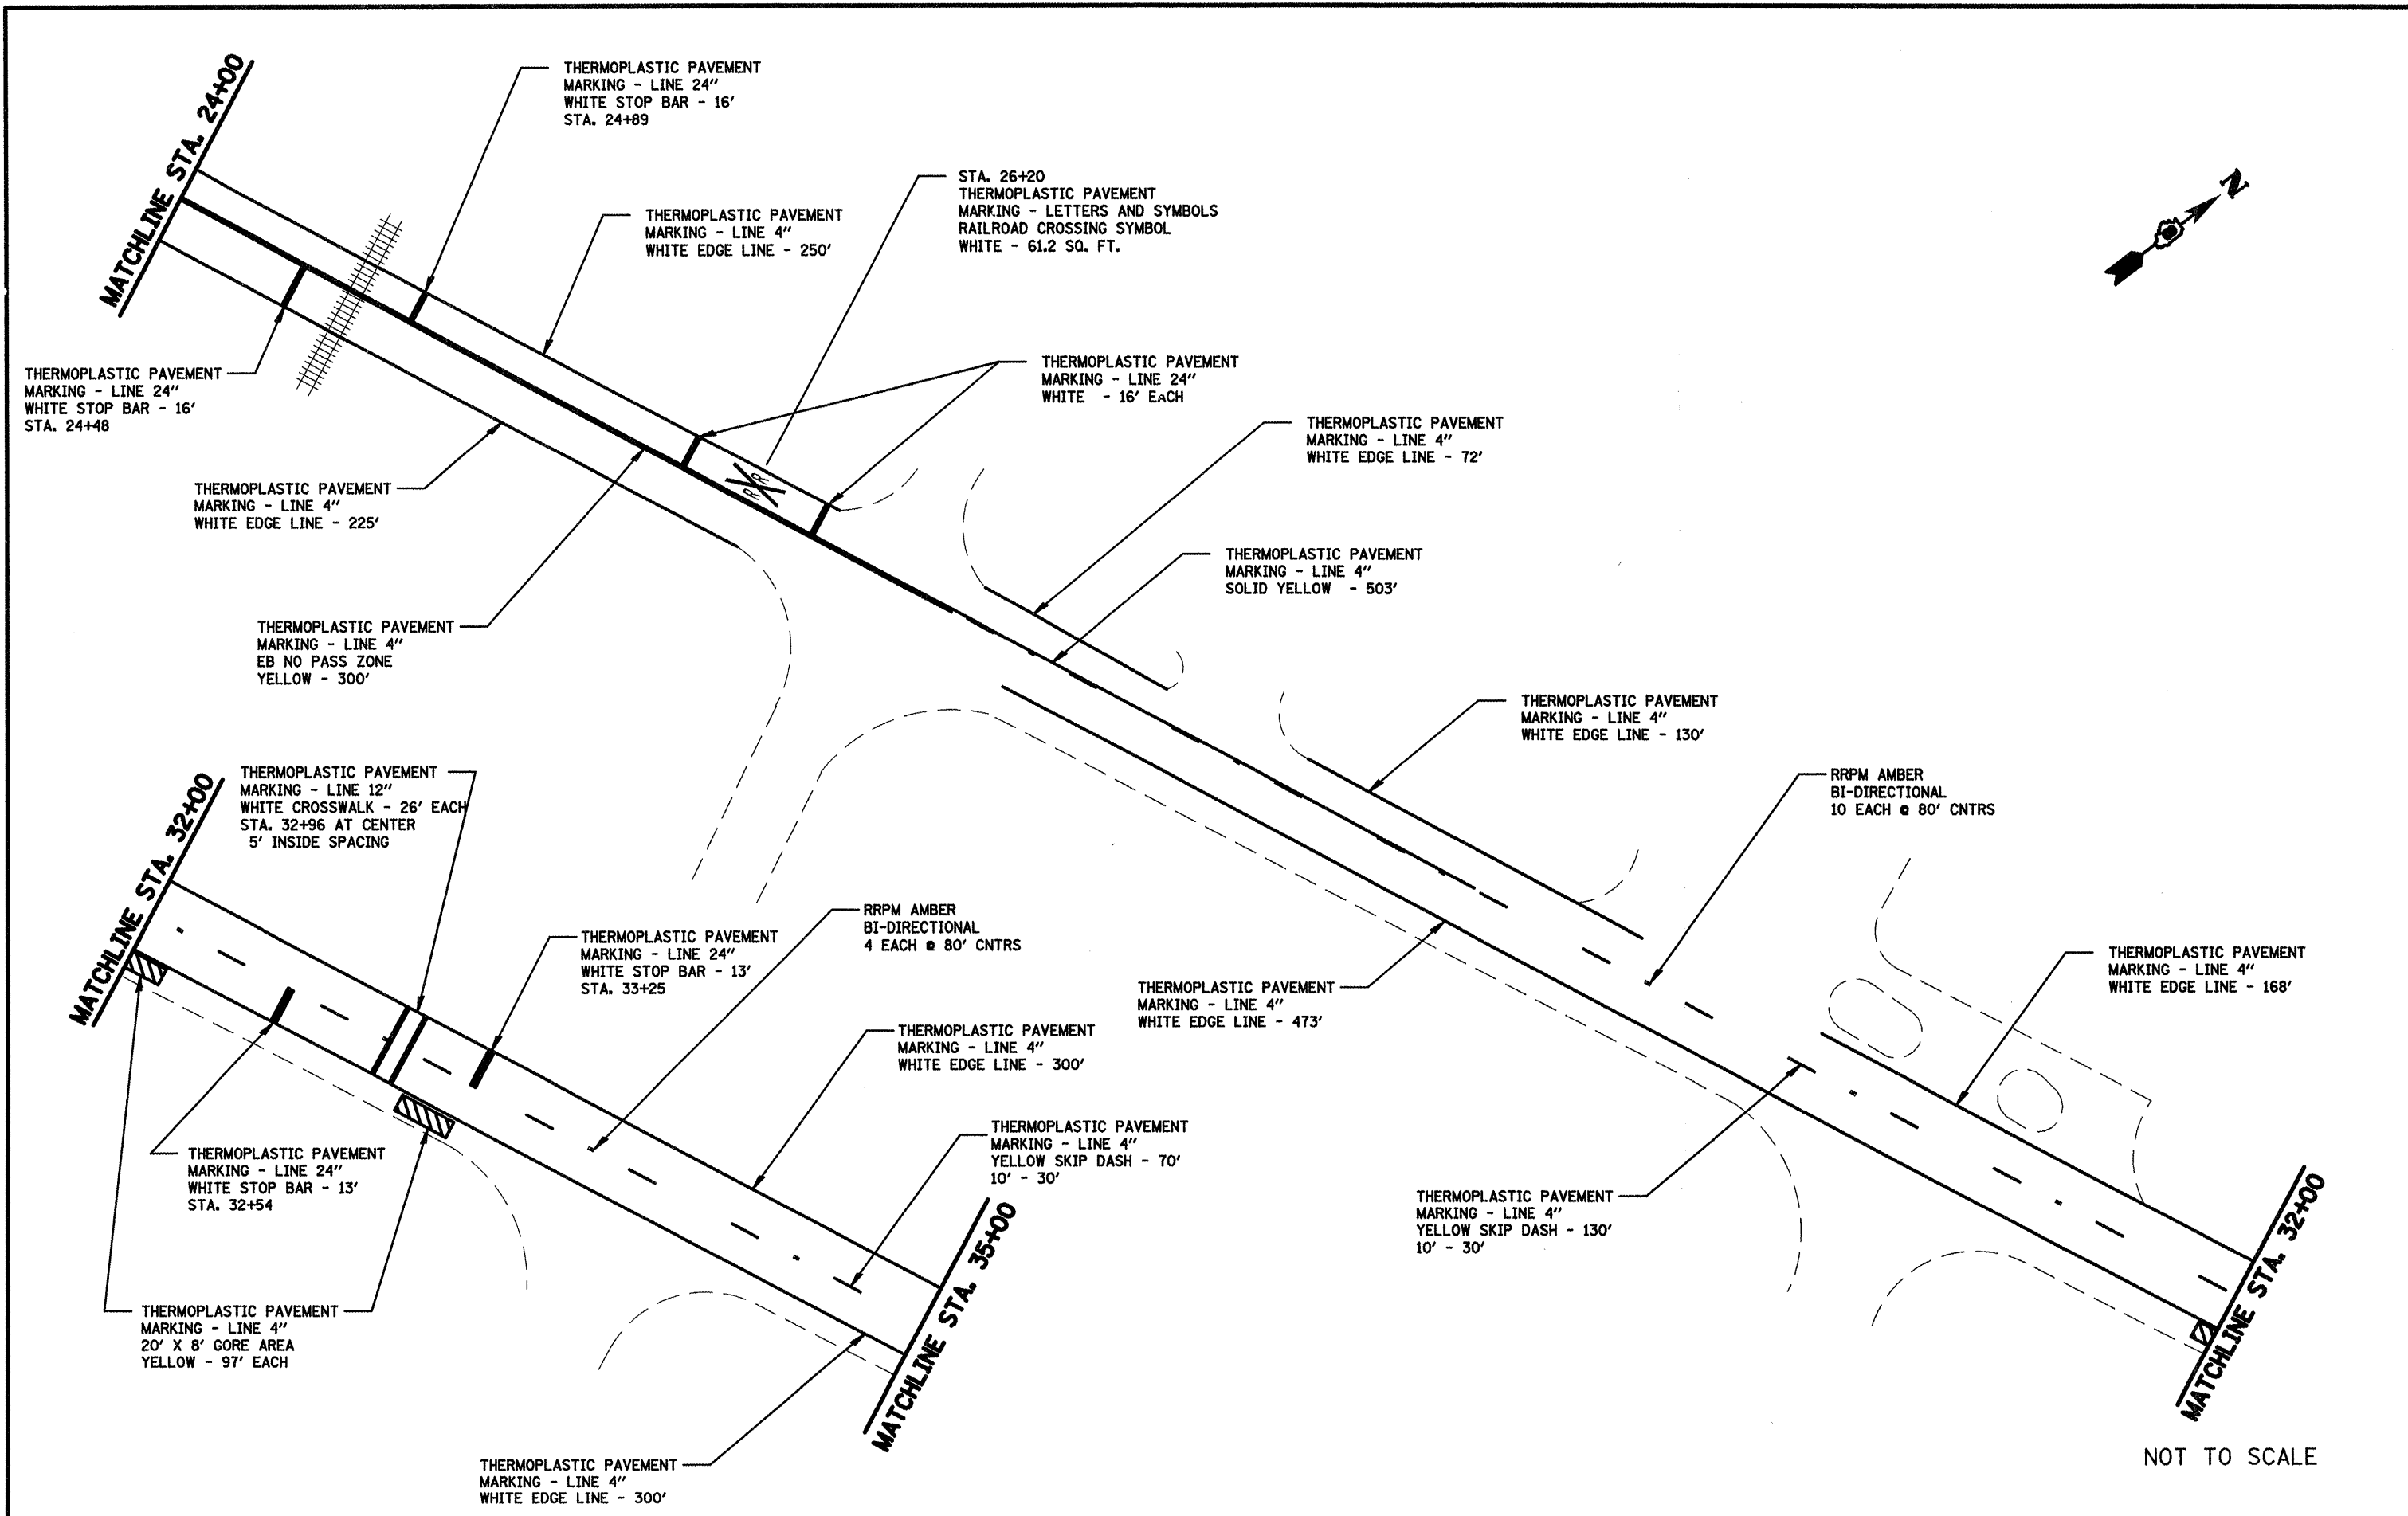 MATCHLINE STA. 24+00
THERMOPLASTIC PAVEMENT
MARKING - LINE 24"
WHITE STOP BAR - 16'
STA. 24+89
THERMOPLASTIC PAVEMENT
MARKING - LINE 4"
WHITE EDGE LINE - 250'
STA. 26+20
THERMOPLASTIC PAVEMENT
MARKING - LETTERS AND SYMBOLS
RAILROAD CROSSING SYMBOL
WHITE - 61.2 SQ. FT.
N
THERMOPLASTIC PAVEMENT
MARKING - LINE 24"
WHITE STOP BAR - 16'
STA. 24+48
THERMOPLASTIC PAVEMENT
MARKING - LINE 24"
WHITE - 16' EACH
R R
THERMOPLASTIC PAVEMENT
MARKING - LINE 4"
WHITE EDGE LINE - 72'
THERMOPLASTIC PAVEMENT
MARKING - LINE 4"
WHITE EDGE LINE - 225'
THERMOPLASTIC PAVEMENT
MARKING - LINE 4"
SOLID YELLOW - 503'
THERMOPLASTIC PAVEMENT
MARKING - LINE 4"
EB NO PASS ZONE
YELLOW - 300'
THERMOPLASTIC PAVEMENT
MARKING - LINE 4"
WHITE EDGE LINE - 130'
RRPM AMBER
BI-DIRECTIONAL
10 EACH @ 80' CNTRS
THERMOPLASTIC PAVEMENT
MARKING - LINE 4"
WHITE EDGE LINE - 473'
THERMOPLASTIC PAVEMENT
MARKING - LINE 4"
WHITE EDGE LINE - 168'
THERMOPLASTIC PAVEMENT
MARKING - LINE 4"
YELLOW SKIP DASH - 130'
10' - 30'
MATCHLINE STA. 32+00
MATCHLINE STA. 32+00
THERMOPLASTIC PAVEMENT
MARKING - LINE 12"
WHITE CROSSWALK - 26' EACH
STA. 32+96 AT CENTER
5' INSIDE SPACING
THERMOPLASTIC PAVEMENT
MARKING - LINE 24"
WHITE STOP BAR - 13'
STA. 33+25
RRPM AMBER
BI-DIRECTIONAL
4 EACH @ 80' CNTRS
THERMOPLASTIC PAVEMENT
MARKING - LINE 4"
WHITE EDGE LINE - 300'
THERMOPLASTIC PAVEMENT
MARKING - LINE 4"
YELLOW SKIP DASH - 70'
10' - 30'
THERMOPLASTIC PAVEMENT
MARKING - LINE 24"
WHITE STOP BAR - 13'
STA. 32+54
THERMOPLASTIC PAVEMENT
MARKING - LINE 4"
20' X 8' GORE AREA
YELLOW - 97' EACH
MATCHLINE STA. 35+00
THERMOPLASTIC PAVEMENT
MARKING - LINE 4"
WHITE EDGE LINE - 300'
NOT TO SCALE